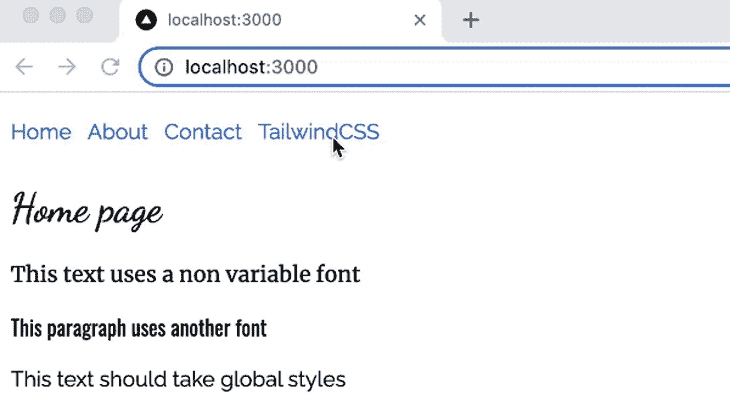 localhost:3000
localhost:3000
Home About Contact TailwindCSS
Home page
This text uses a non variable font
This paragraph uses another font
This text should take global styles